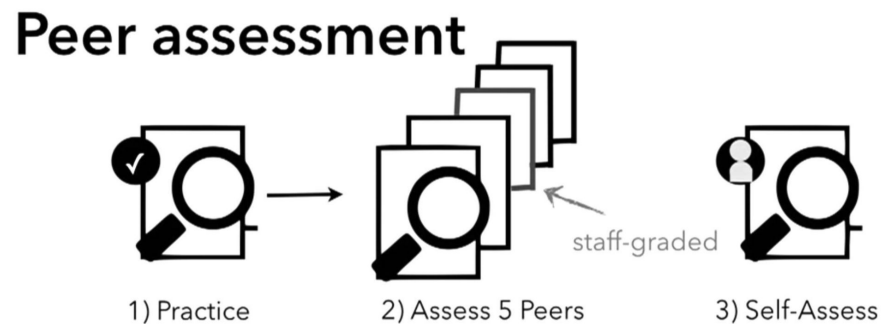 Peer assessment
staff-graded
1) Practice
2) Assess 5 Peers
3) Self-Assess